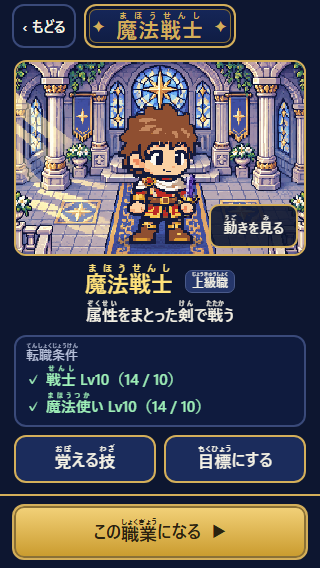 ‹ もどる
まほうせんし
✦ 魔法戦士 ✦
うご み
動きを見る
まほうせんし じょうきゅうしょく
魔法戦士 上級職
ぞくせい けん たたか
属性をまとった剣で戦う
てんしょくじょうけん
転職条件
せんし
✓ 戦士 Lv10（14 / 10）
まほうつか
✓ 魔法使い Lv10（14 / 10）
おぼ わざ
覚える技
もくひょう
目標にする
しょくぎょう
この職業になる ▶